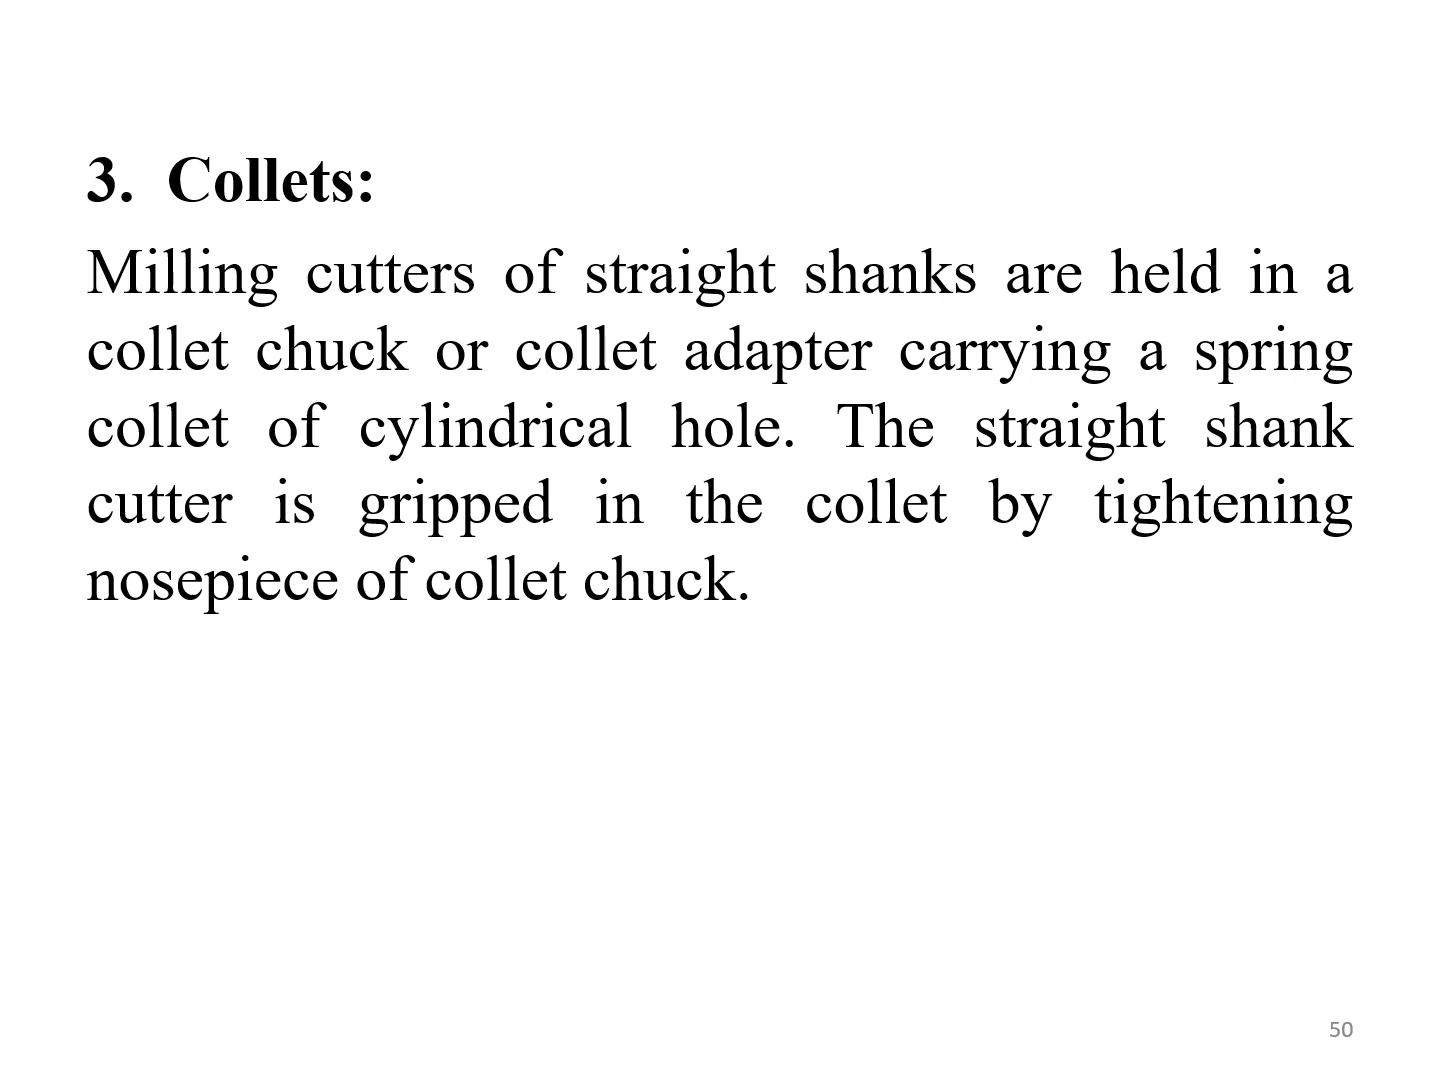 3. Collets:
Milling cutters of straight shanks are held in a
collet chuck or collet adapter carrying a spring
collet of cylindrical hole. The straight shank
cutter is gripped in the collet by tightening
nosepiece of collet chuck.
50